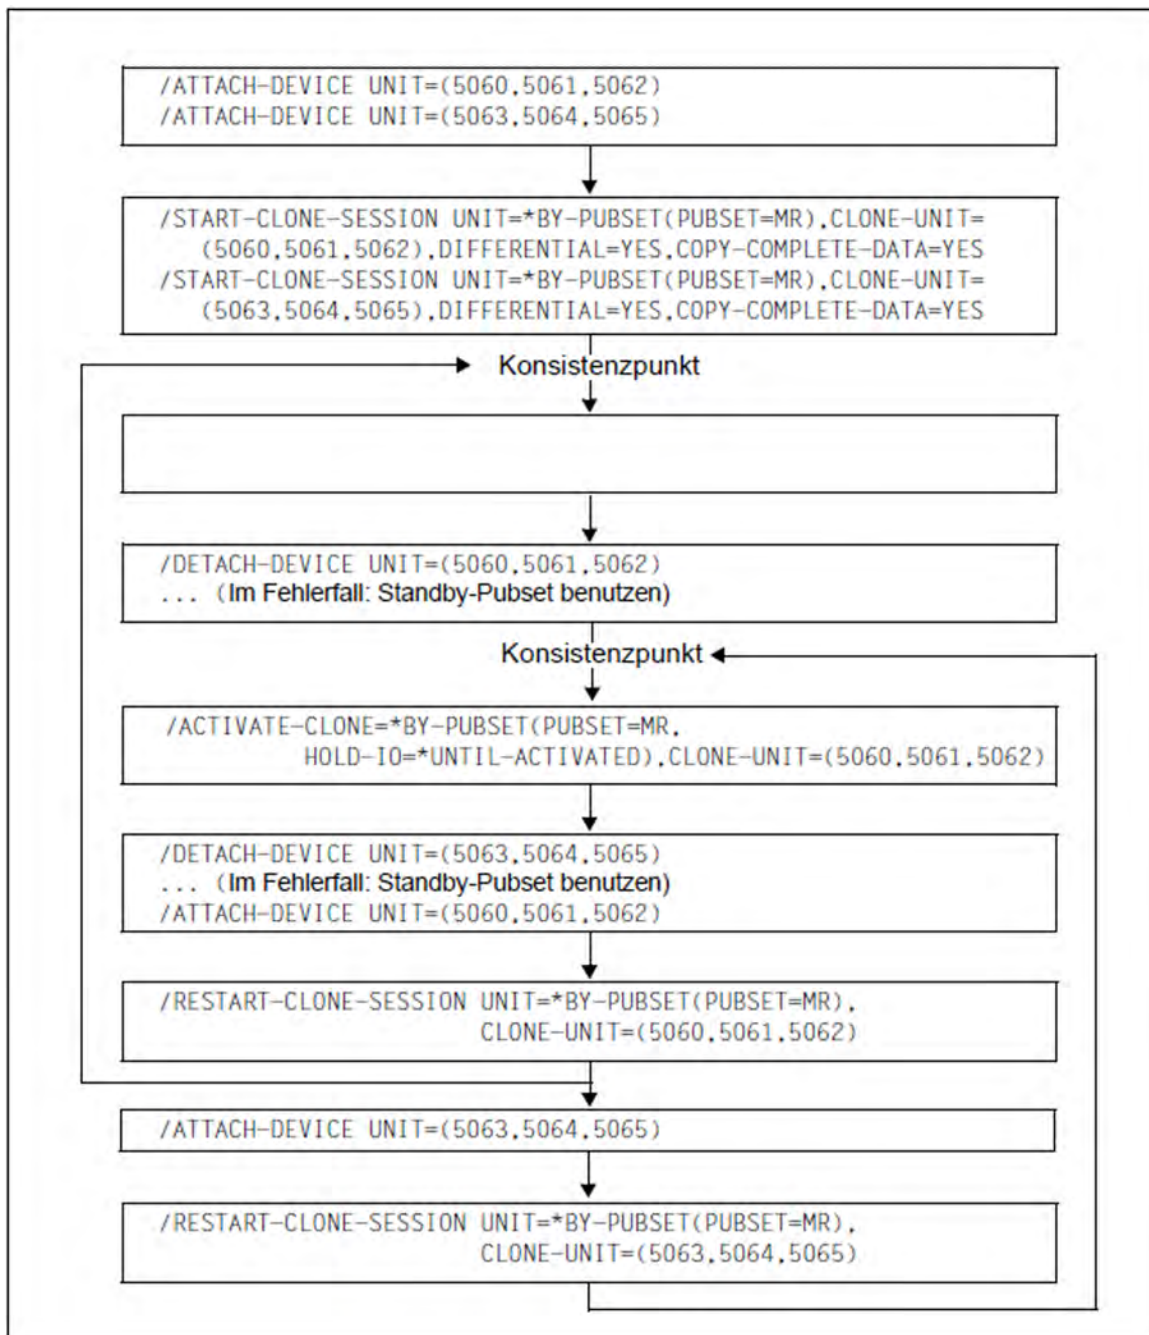 /ATTACH-DEVICE UNIT=(5060,5061,5062)
/ATTACH-DEVICE UNIT=(5063,5064,5065)
/START-CLONE-SESSION UNIT=*BY-PUBSET(PUBSET=MR),CLONE-UNIT=
(5060,5061,5062),DIFFERENTIAL=YES,COPY-COMPLETE-DATA=YES
/START-CLONE-SESSION UNIT=*BY-PUBSET(PUBSET=MR),CLONE-UNIT=
(5063,5064,5065),DIFFERENTIAL=YES,COPY-COMPLETE-DATA=YES
Konsistenzpunkt
/DETACH-DEVICE UNIT=(5060,5061,5062)
... (Im Fehlerfall: Standby-Pubset benutzen)
Konsistenzpunkt
/ACTIVATE-CLONE=*BY-PUBSET(PUBSET=MR,
HOLD-IO=*UNTIL-ACTIVATED),CLONE-UNIT=(5060,5061,5062)
/DETACH-DEVICE UNIT=(5063,5064,5065)
... (Im Fehlerfall: Standby-Pubset benutzen)
/ATTACH-DEVICE UNIT=(5060,5061,5062)
/RESTART-CLONE-SESSION UNIT=*BY-PUBSET(PUBSET=MR),
CLONE-UNIT=(5060,5061,5062)
/ATTACH-DEVICE UNIT=(5063,5064,5065)
/RESTART-CLONE-SESSION UNIT=*BY-PUBSET(PUBSET=MR),
CLONE-UNIT=(5063,5064,5065)